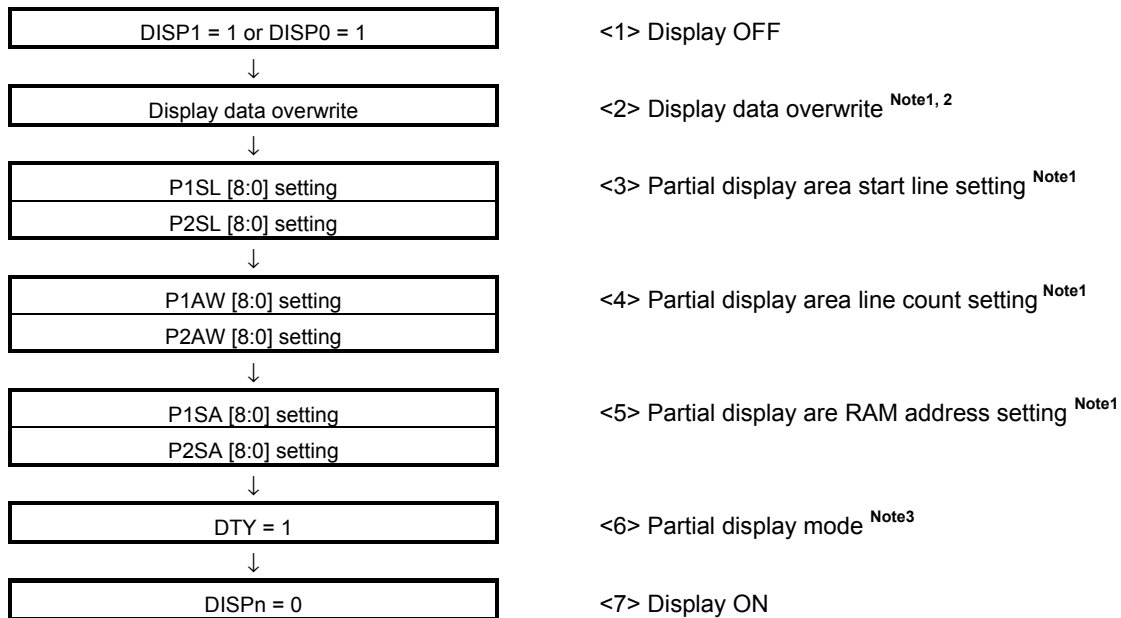 DISP1 = 1 or DISP0 = 1 <1> Display OFF
↓
Display data overwrite <2> Display data overwrite Note1, 2
↓
P1SL [8:0] setting <3> Partial display area start line setting Note1
P2SL [8:0] setting
↓
P1AW [8:0] setting <4> Partial display area line count setting Note1
P2AW [8:0] setting
↓
P1SA [8:0] setting <5> Partial display are RAM address setting Note1
P2SA [8:0] setting
↓
DTY = 1 <6> Partial display mode Note3
↓
DISPn = 0 <7> Display ON